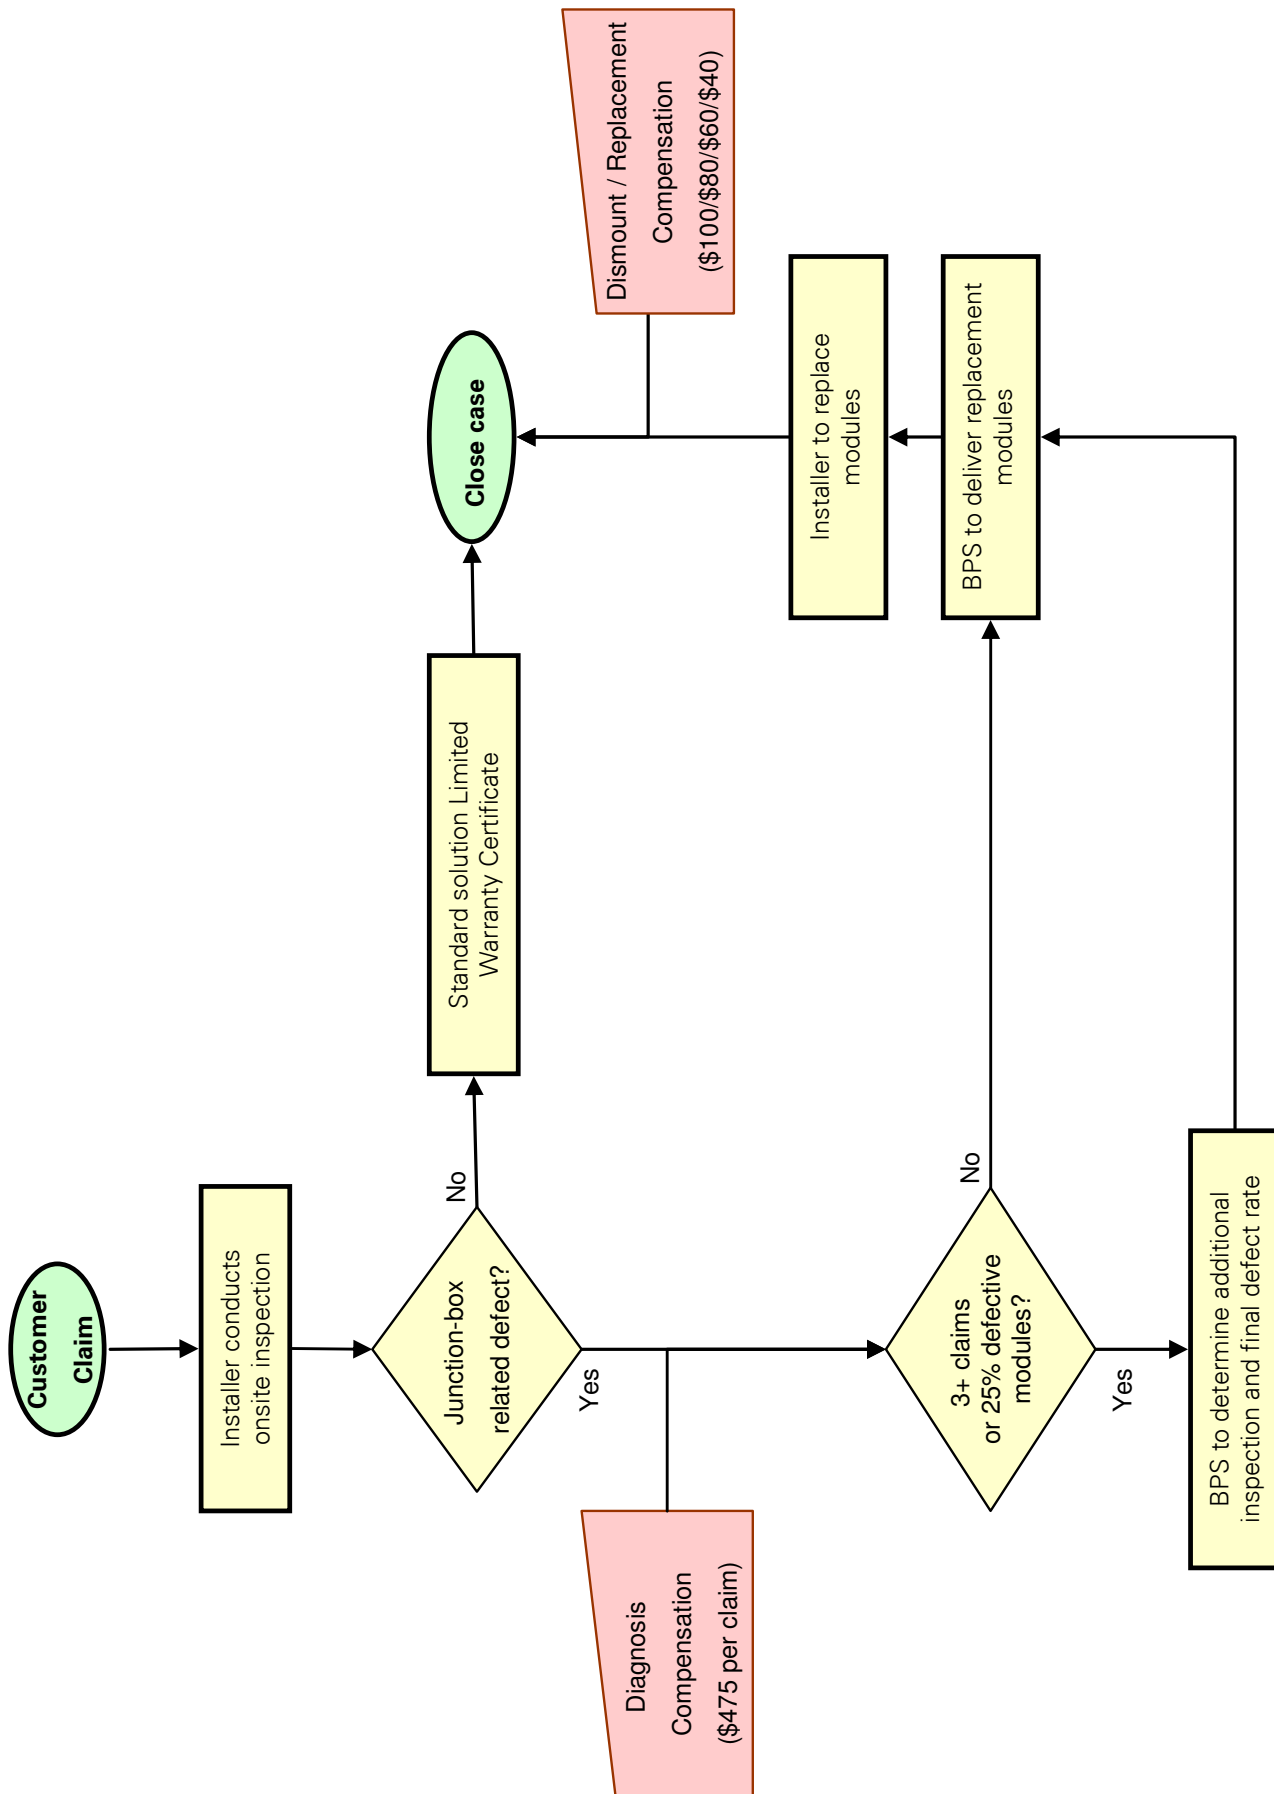 Customer
Claim
Installer conducts
onsite inspection
Junction-box
related defect?
No
Yes
Standard solution Limited
Warranty Certificate
Close case
Diagnosis
Compensation
($475 per claim)
3+ claims
or 25% defective
modules?
No
Yes
BPS to determine additional
inspection and final defect rate
BPS to deliver replacement
modules
Installer to replace
modules
Dismount / Replacement
Compensation
($100/$80/$60/$40)